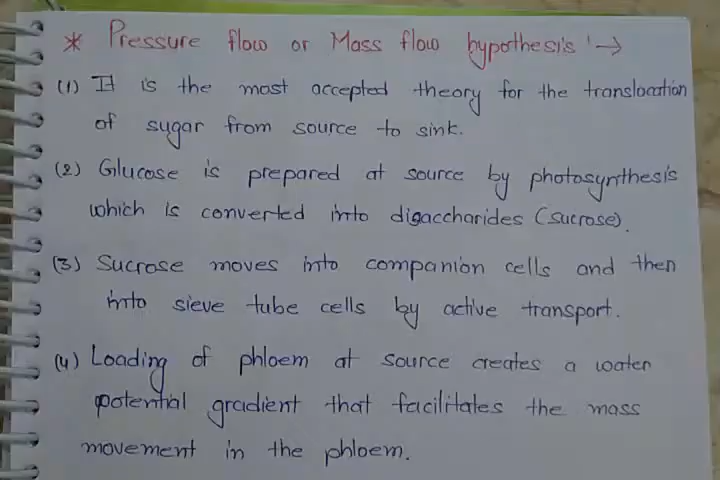 * Pressure flow or Mass flow hypothesis :→
(1) It is the most accepted theory for the translocation
of sugar from source to sink.
(2) Glucose is prepared at source by photosynthesis
which is converted into digaccharides (sucrose).
(3) Sucrose moves into companion cells and then
into sieve tube cells by active transport.
(4) Loading of phloem at source creates a water
potential gradient that facilitates the mass
movement in the phloem.